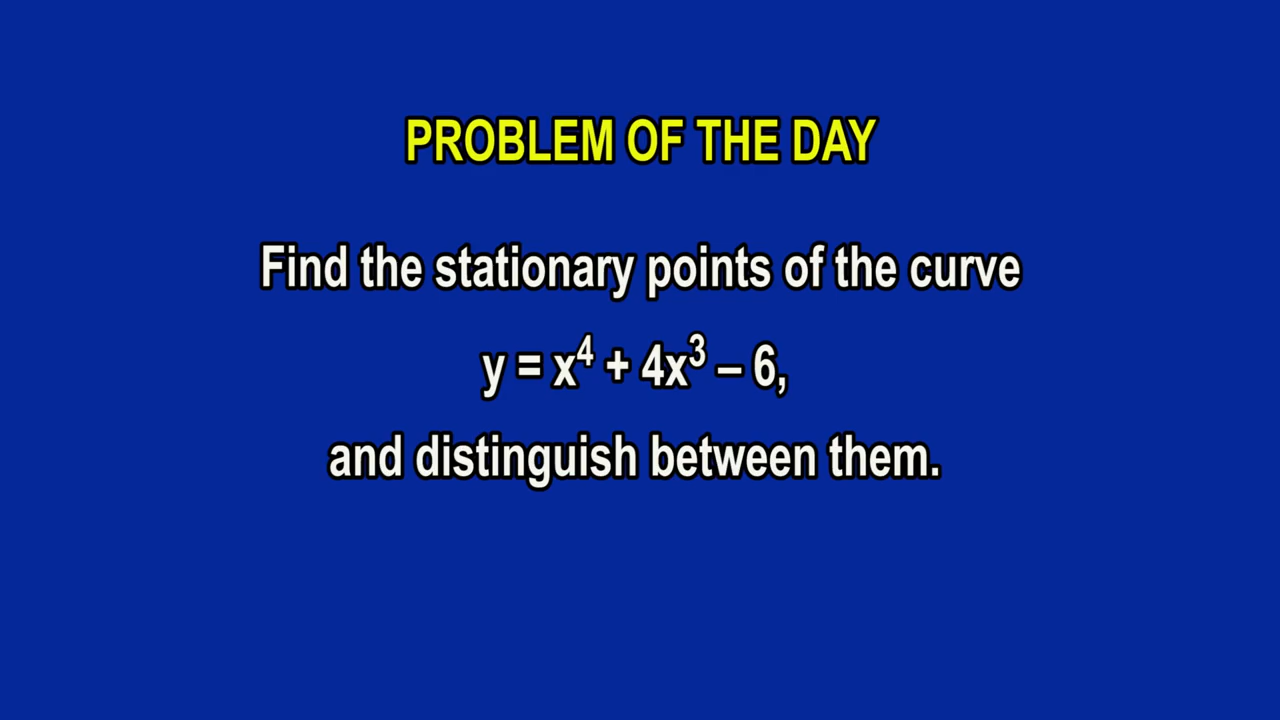 PROBLEM OF THE DAY
Find the stationary points of the curve
y = x⁴ + 4x³ – 6,
and distinguish between them.